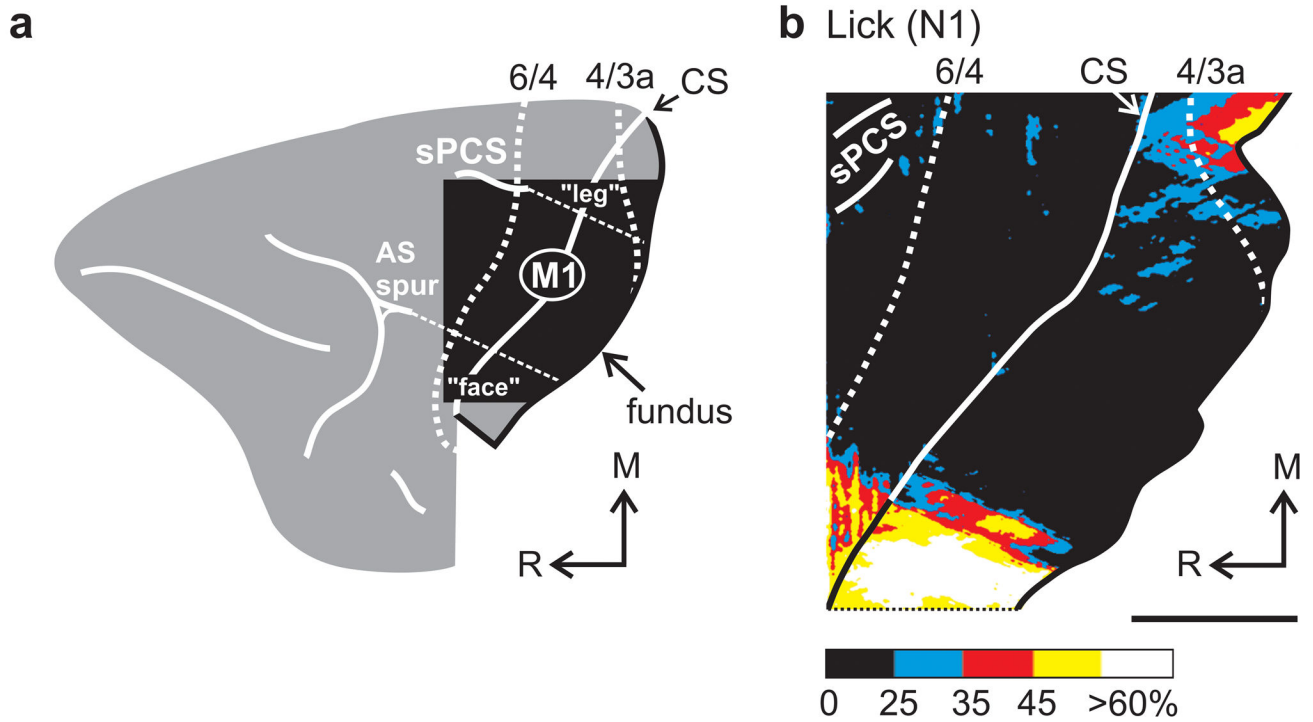 a
6/4 4/3a CS
sPCS
"leg"
AS
spur
M1
"face"
fundus
M
R
b Lick (N1)
6/4 CS 4/3a
sPCS
M
R
0 25 35 45 >60%